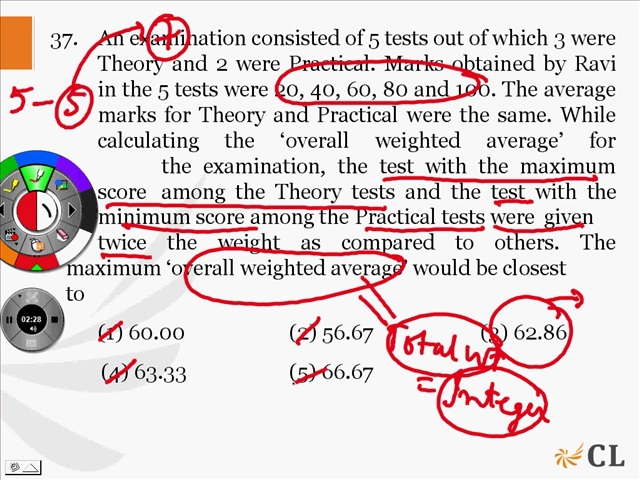 37. An examination consisted of 5 tests out of which 3 were
Theory and 2 were Practical. Marks obtained by Ravi
in the 5 tests were 20, 40, 60, 80 and 100. The average
marks for Theory and Practical were the same. While
calculating the 'overall weighted average' for
the examination, the test with the maximum
score among the Theory tests and the test with the
minimum score among the Practical tests were given
twice the weight as compared to others. The
maximum 'overall weighted average' would be closest
to
(1) 60.00 (2) 56.67 (3) 62.86
(4) 63.33 (5) 66.67
7
5 - 5
Total wt
= Integer
02:28
CL